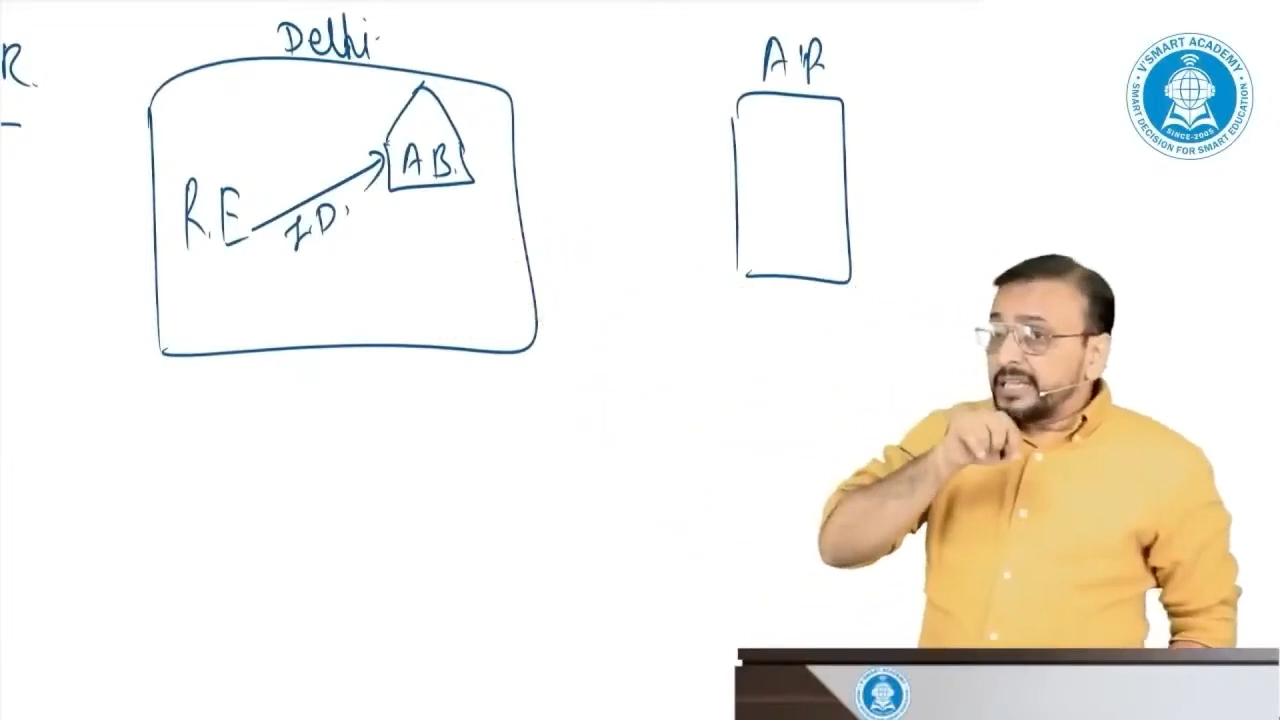 R.
Delhi.
A.P.
R.E
I.D.
A B.
V'SMART ACADEMY
SMART DECISION FOR SMART EDUCATION
SINCE-2005